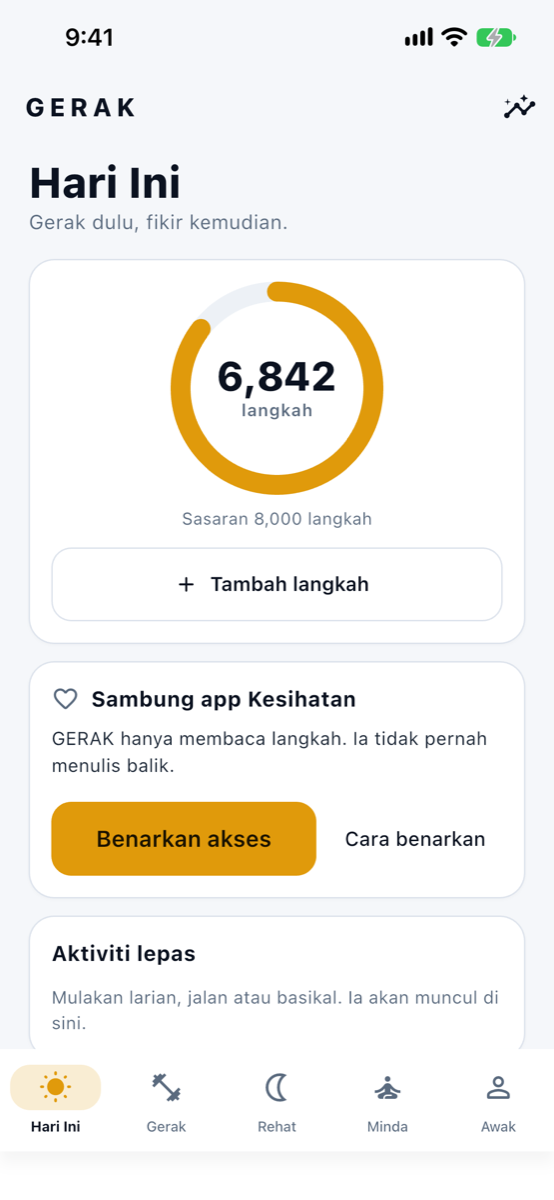 9:41
GERAK
Hari Ini
Gerak dulu, fikir kemudian.
6,842
langkah
Sasaran 8,000 langkah
+ Tambah langkah
Sambung app Kesihatan
GERAK hanya membaca langkah. Ia tidak pernah
menulis balik.
Benarkan akses
Cara benarkan
Aktiviti lepas
Mulakan larian, jalan atau basikal. Ia akan muncul di
sini.
Hari Ini
Gerak
Rehat
Minda
Awak